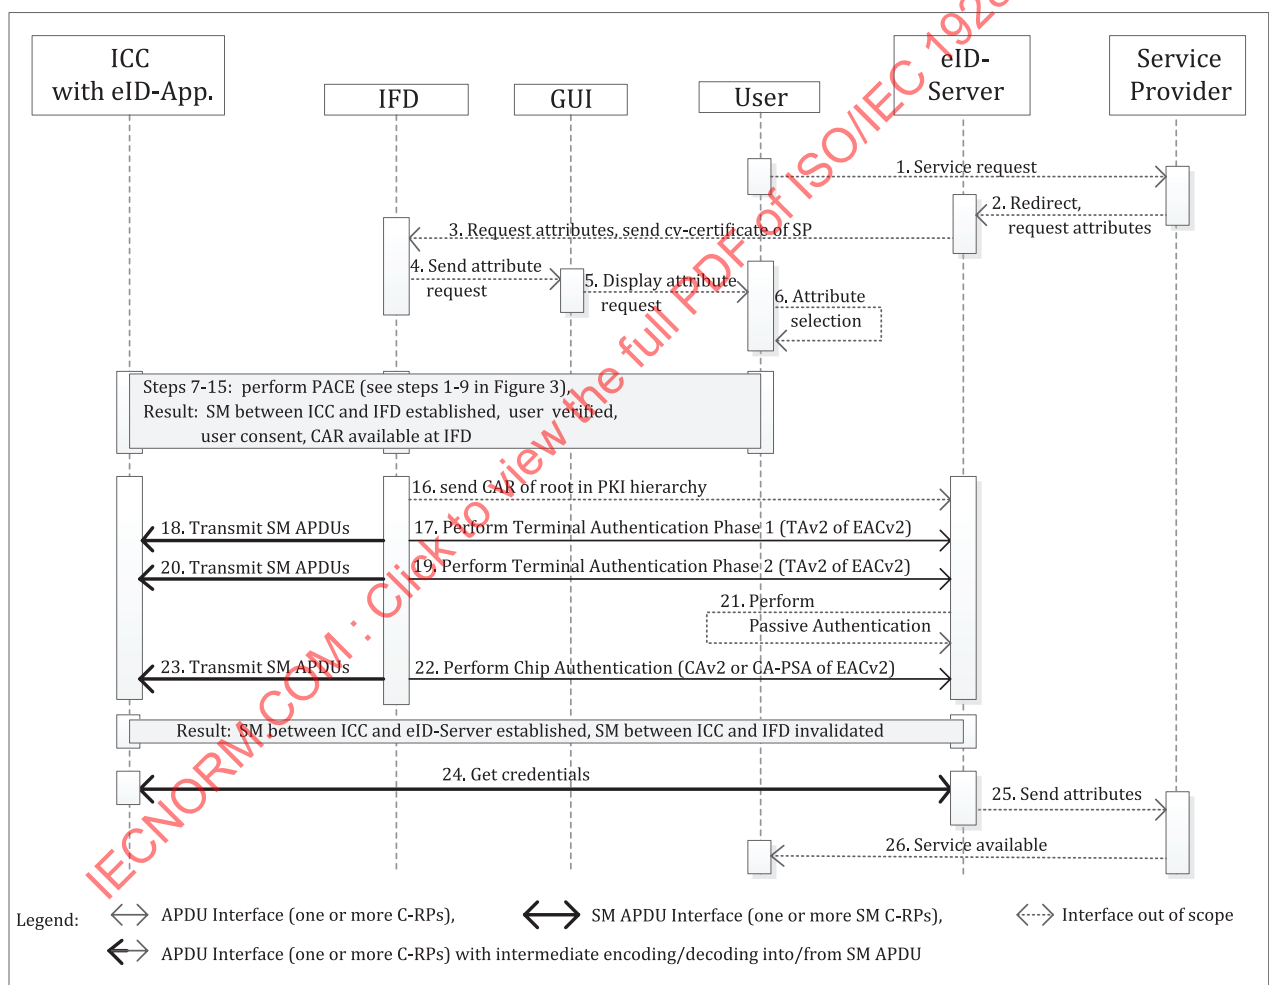 ICC
with eID-App.
IFD
GUI
User
eID-
Server
Service
Provider
1. Service request
2. Redirect,
request attributes
3. Request attributes, send cv-certificate of SP
4. Send attribute
request
5. Display attribute
request
6. Attribute
selection
Steps 7-15: perform PACE (see steps 1-9 in Figure 3),
Result: SM between ICC and IFD established, user verified,
user consent, CAR available at IFD
16. send CAR of root in PKI hierarchy
18. Transmit SM APDUs
17. Perform Terminal Authentication Phase 1 (TAv2 of EACv2)
20. Transmit SM APDUs
19. Perform Terminal Authentication Phase 2 (TAv2 of EACv2)
21. Perform
Passive Authentication
23. Transmit SM APDUs
22. Perform Chip Authentication (CAv2 or CA-PSA of EACv2)
Result: SM between ICC and eID-Server established, SM between ICC and IFD invalidated
24. Get credentials
25. Send attributes
26. Service available
Legend:
APDU Interface (one or more C-RPs),
SM APDU Interface (one or more SM C-RPs),
Interface out of scope
APDU Interface (one or more C-RPs) with intermediate encoding/decoding into/from SM APDU
IECNORM.COM : Click to view the full PDF of ISO/IEC